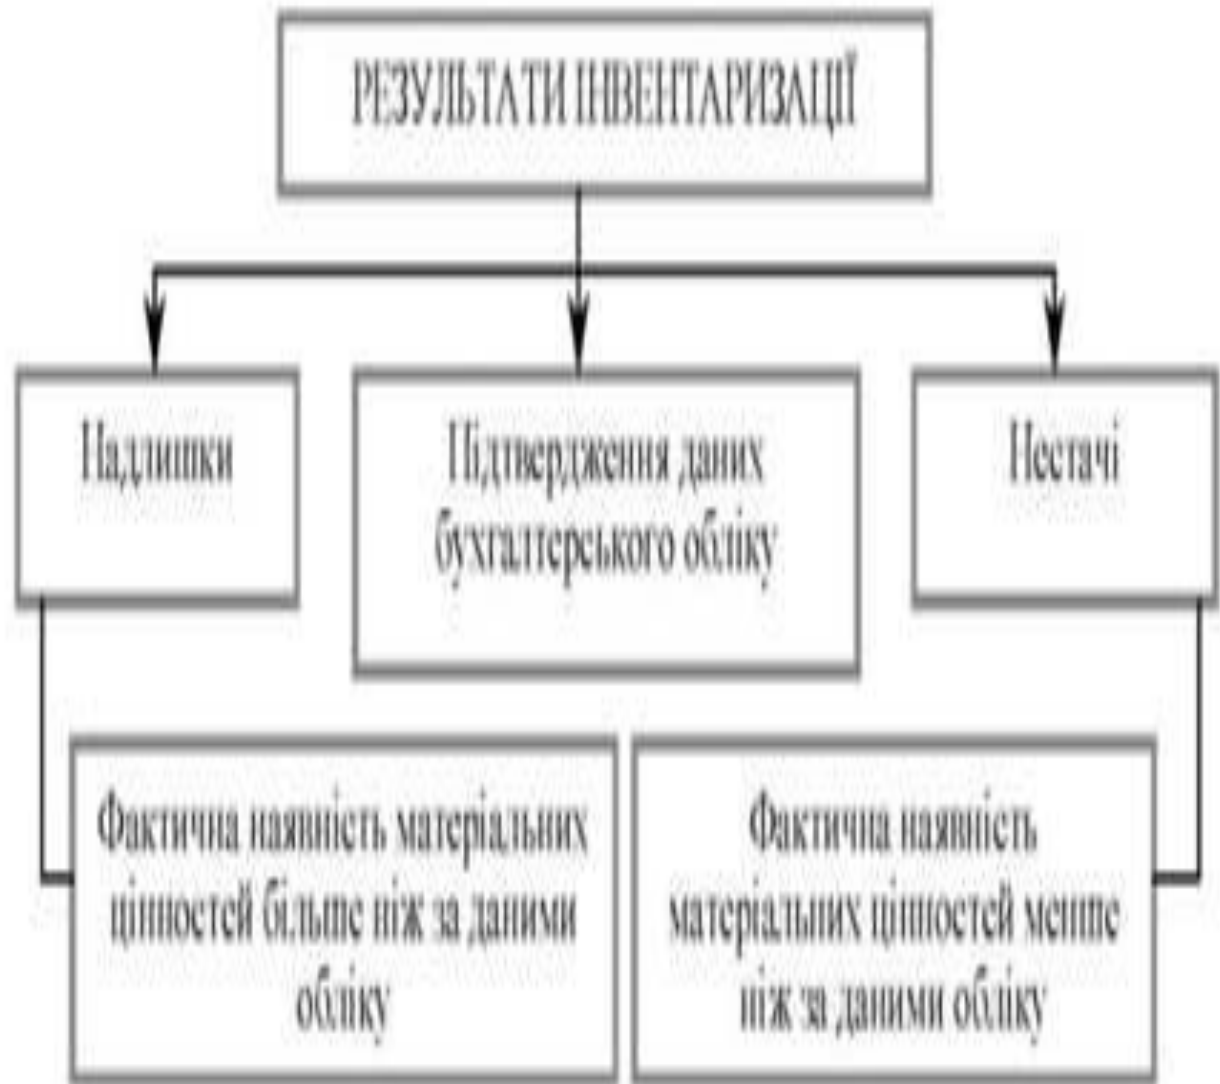 РЕЗУЛЬТАТИ ІНВЕНТАРИЗАЦІЇ
Надлишки
Підтвердження даних
бухгалтерського обліку
Нестачі
Фактична наявність матеріальних
цінностей більше ніж за даними
обліку
Фактична наявність
матеріальних цінностей менше
ніж за даними обліку